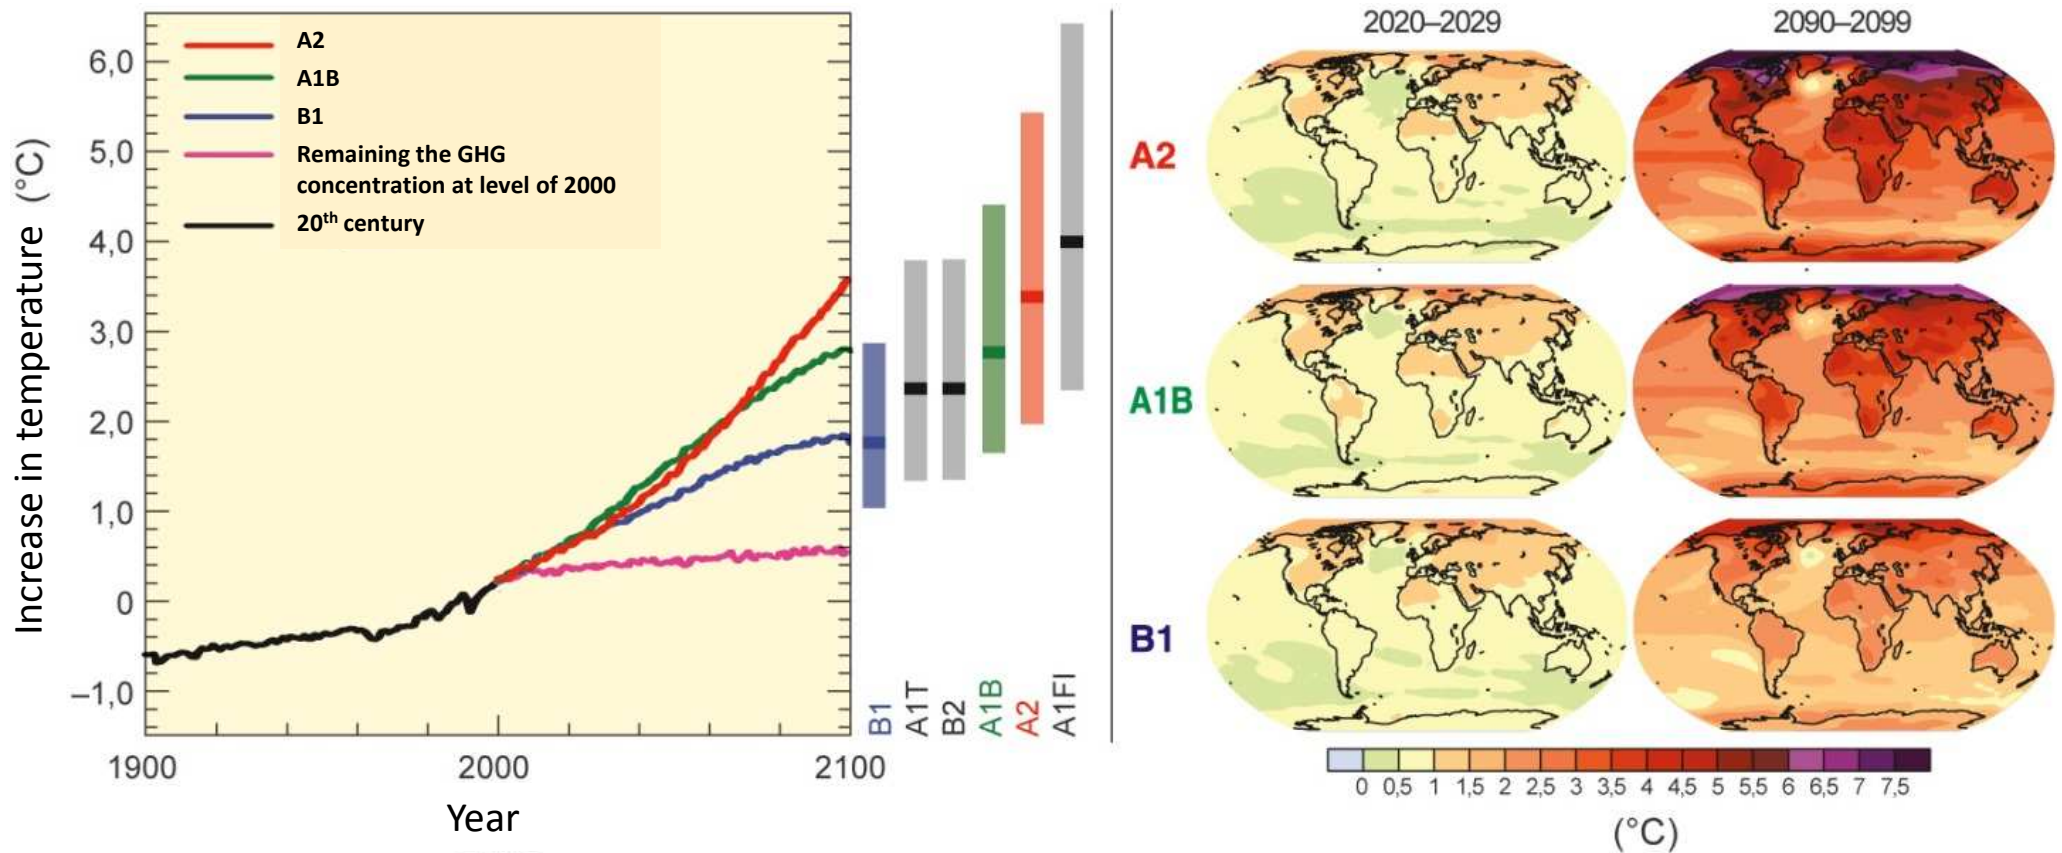 Increase in temperature (°C)
6,0
5,0
4,0
3,0
2,0
1,0
0
–1,0
A2
A1B
B1
Remaining the GHG
concentration at level of 2000
20th century
1900
2000
2100
Year
B1
A1T
B2
A1B
A2
A1FI
2020–2029
2090–2099
A2
A1B
B1
0 0,5 1 1,5 2 2,5 3 3,5 4 4,5 5 5,5 6 6,5 7 7,5
(°C)